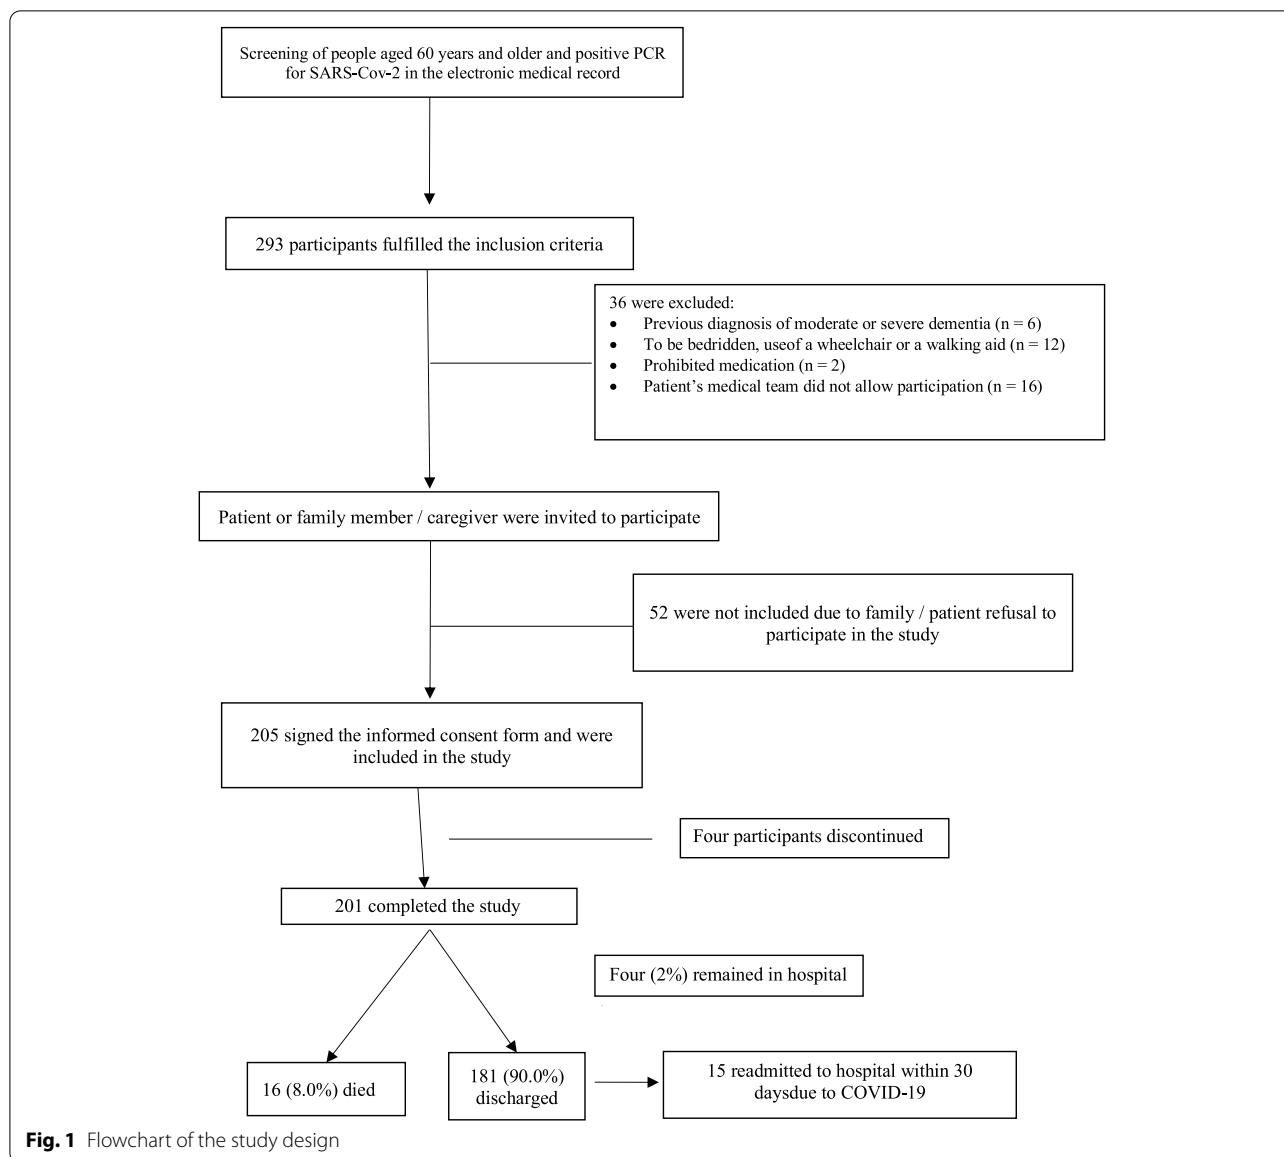 Screening of people aged 60 years and older and positive PCR
for SARS-Cov-2 in the electronic medical record
293 participants fulfilled the inclusion criteria
36 were excluded:
• Previous diagnosis of moderate or severe dementia (n = 6)
• To be bedridden, useof a wheelchair or a walking aid (n = 12)
• Prohibited medication (n = 2)
• Patient's medical team did not allow participation (n = 16)
Patient or family member / caregiver were invited to participate
52 were not included due to family / patient refusal to
participate in the study
205 signed the informed consent form and were
included in the study
Four participants discontinued
201 completed the study
Four (2%) remained in hospital
16 (8.0%) died
181 (90.0%)
discharged
15 readmitted to hospital within 30
daysdue to COVID-19
Fig. 1 Flowchart of the study design